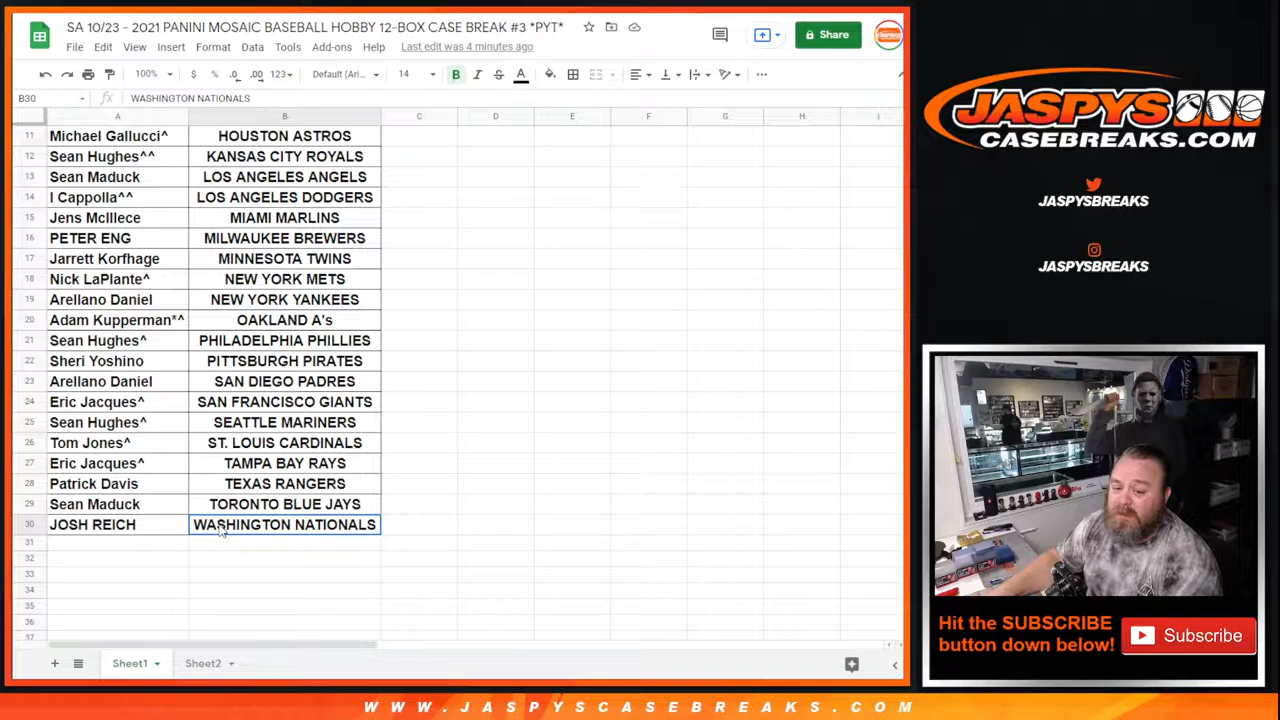 SA 10/23 - 2021 PANINI MOSAIC BASEBALL HOBBY 12-BOX CASE BREAK #3 *PYT*
File Edit View Insert Format Data Tools Add-ons Help Last edit was 4 minutes ago
Share
100% $ % .0 .00 123 Default (Ari... 14 B I S A
B30 fx WASHINGTON NATIONALS
A B C D E F G H I
11 Michael Gallucci^ HOUSTON ASTROS
12 Sean Hughes^^ KANSAS CITY ROYALS
13 Sean Maduck LOS ANGELES ANGELS
14 I Cappolla^^ LOS ANGELES DODGERS
15 Jens McIllece MIAMI MARLINS
16 PETER ENG MILWAUKEE BREWERS
17 Jarrett Korfhage MINNESOTA TWINS
18 Nick LaPlante^ NEW YORK METS
19 Arellano Daniel NEW YORK YANKEES
20 Adam Kupperman*^ OAKLAND A's
21 Sean Hughes^ PHILADELPHIA PHILLIES
22 Sheri Yoshino PITTSBURGH PIRATES
23 Arellano Daniel SAN DIEGO PADRES
24 Eric Jacques^ SAN FRANCISCO GIANTS
25 Sean Hughes^ SEATTLE MARINERS
26 Tom Jones^ ST. LOUIS CARDINALS
27 Eric Jacques^ TAMPA BAY RAYS
28 Patrick Davis TEXAS RANGERS
29 Sean Maduck TORONTO BLUE JAYS
30 JOSH REICH WASHINGTON NATIONALS
31
32
33
34
35
36
37
Sheet1 Sheet2
JASPYS
CASEBREAKS.COM
JASPYSBREAKS
JASPYSBREAKS
Hit the SUBSCRIBE
button down below!
Subscribe
WWW.JASPYSCASEBREAKS.COM